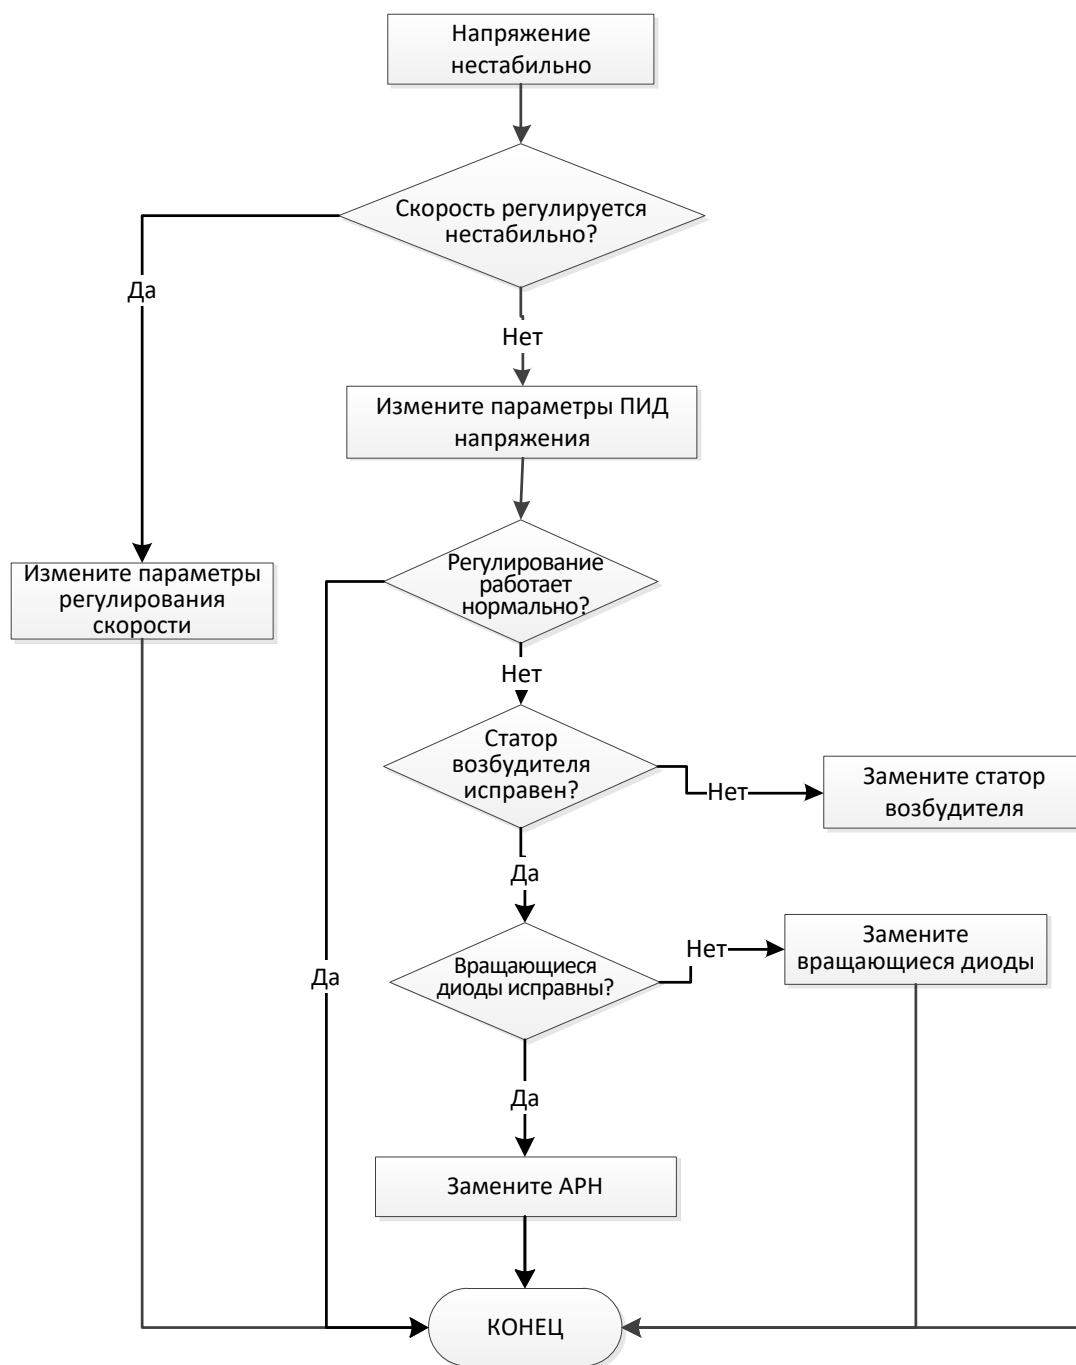 Напряжение
нестабильно
Скорость регулируется
нестабильно?
Да
Нет
Измените параметры ПИД
напряжения
Измените параметры
регулирования
скорости
Регулирование
работает
нормально?
Нет
Статор
возбудителя
исправен?
Нет
Замените статор
возбудителя
Да
Да
Вращающиеся
диоды исправны?
Нет
Замените
вращающиеся диоды
Да
Замените АРН
КОНЕЦ